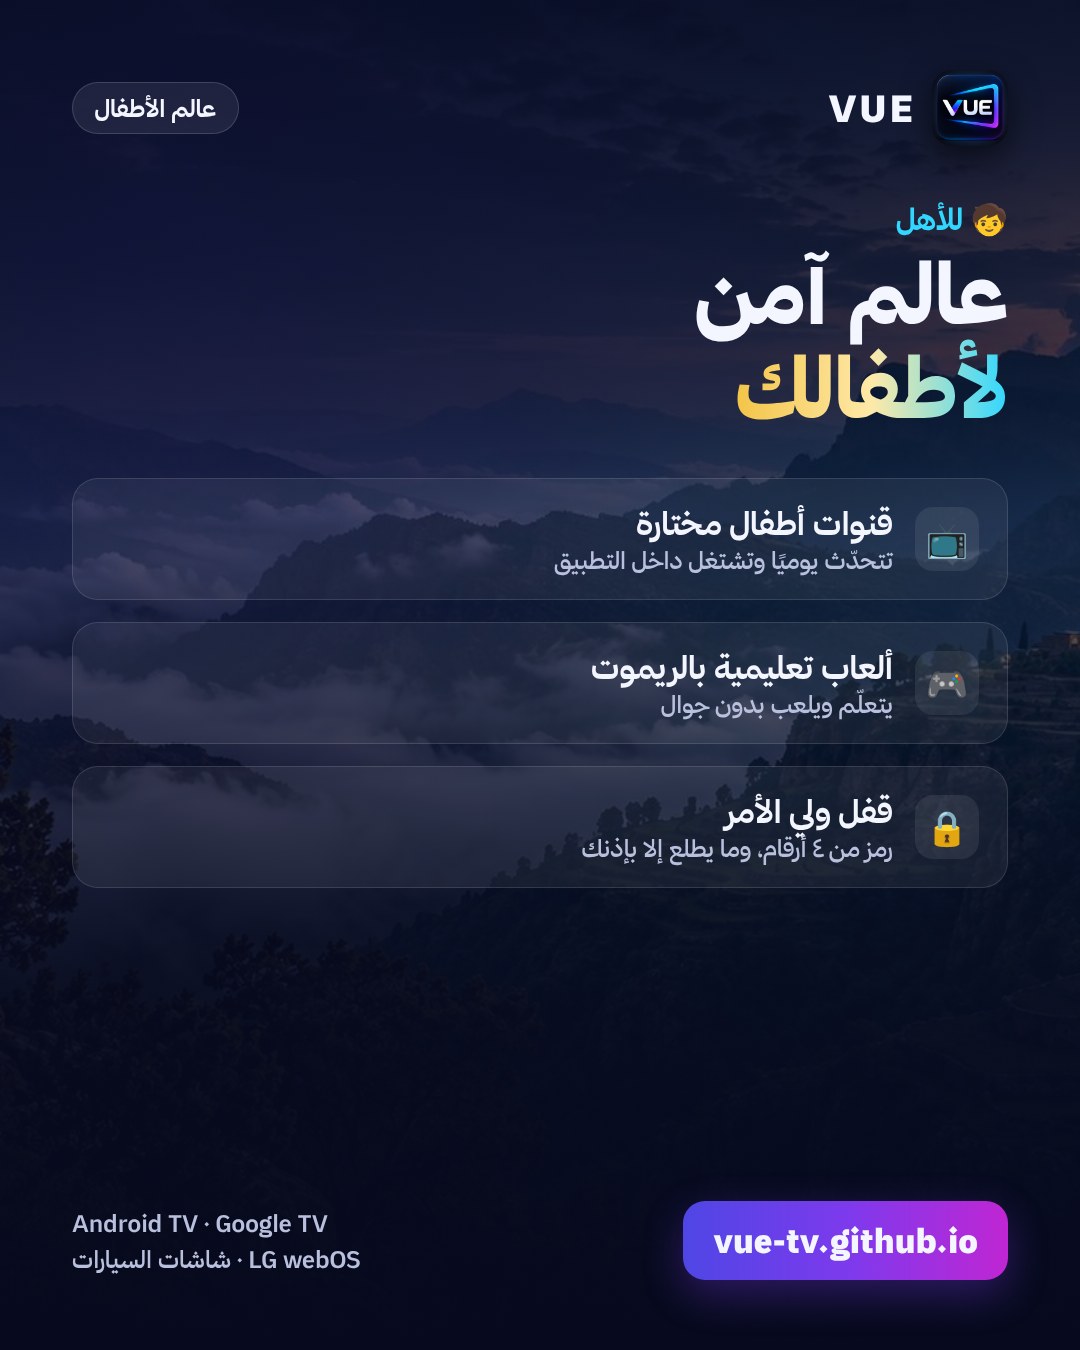 VUE
VUE
عالم الأطفال
للأهل
عالم آمن
لأطفالك
قنوات أطفال مختارة
تتحدّث يوميًا وتشتغل داخل التطبيق
ألعاب تعليمية بالريموت
يتعلّم ويلعب بدون جوال
قفل ولي الأمر
رمز من ٤ أرقام، وما يطلع إلا بإذنك
vue-tv.github.io
Android TV · Google TV
LG webOS · شاشات السيارات